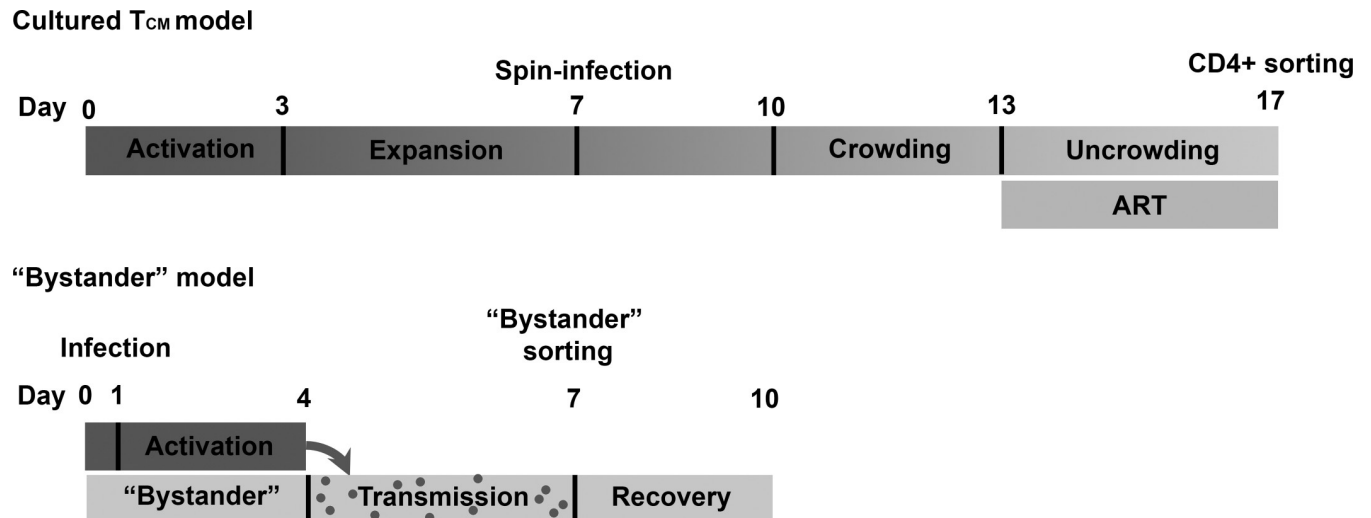 Cultured TCM model
Spin-infection
CD4+ sorting
Day 0 3 7 10 13 17
Activation Expansion Crowding Uncrowding
ART
“Bystander” model
“Bystander”
sorting
Infection
Day 0 1 4 7 10
Activation
“Bystander” Transmission Recovery